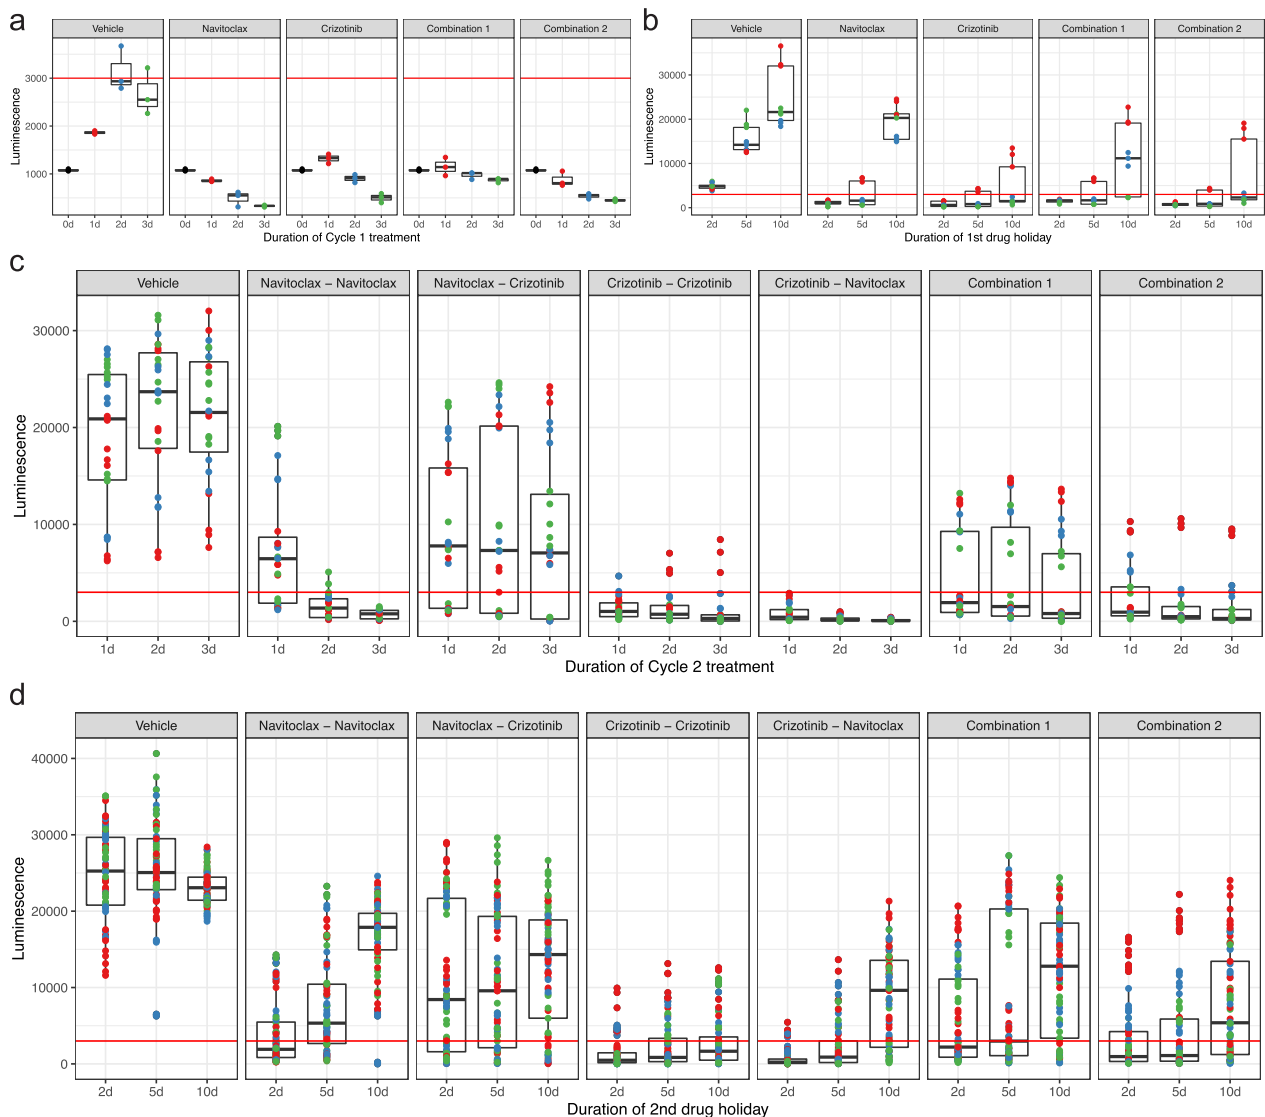 a
Vehicle Navitoclax Crizotinib Combination 1 Combination 2
Luminescence
3000
2000
1000
0d 1d 2d 3d 0d 1d 2d 3d 0d 1d 2d 3d 0d 1d 2d 3d 0d 1d 2d 3d
Duration of Cycle 1 treatment
b
Vehicle Navitoclax Crizotinib Combination 1 Combination 2
Luminescence
30000
20000
10000
0
2d 5d 10d 2d 5d 10d 2d 5d 10d 2d 5d 10d 2d 5d 10d
Duration of 1st drug holiday
c
Vehicle Navitoclax − Navitoclax Navitoclax − Crizotinib Crizotinib − Crizotinib Crizotinib − Navitoclax Combination 1 Combination 2
Luminescence
30000
20000
10000
0
1d 2d 3d 1d 2d 3d 1d 2d 3d 1d 2d 3d 1d 2d 3d 1d 2d 3d 1d 2d 3d
Duration of Cycle 2 treatment
d
Vehicle Navitoclax − Navitoclax Navitoclax − Crizotinib Crizotinib − Crizotinib Crizotinib − Navitoclax Combination 1 Combination 2
Luminescence
40000
30000
20000
10000
0
2d 5d 10d 2d 5d 10d 2d 5d 10d 2d 5d 10d 2d 5d 10d 2d 5d 10d 2d 5d 10d
Duration of 2nd drug holiday